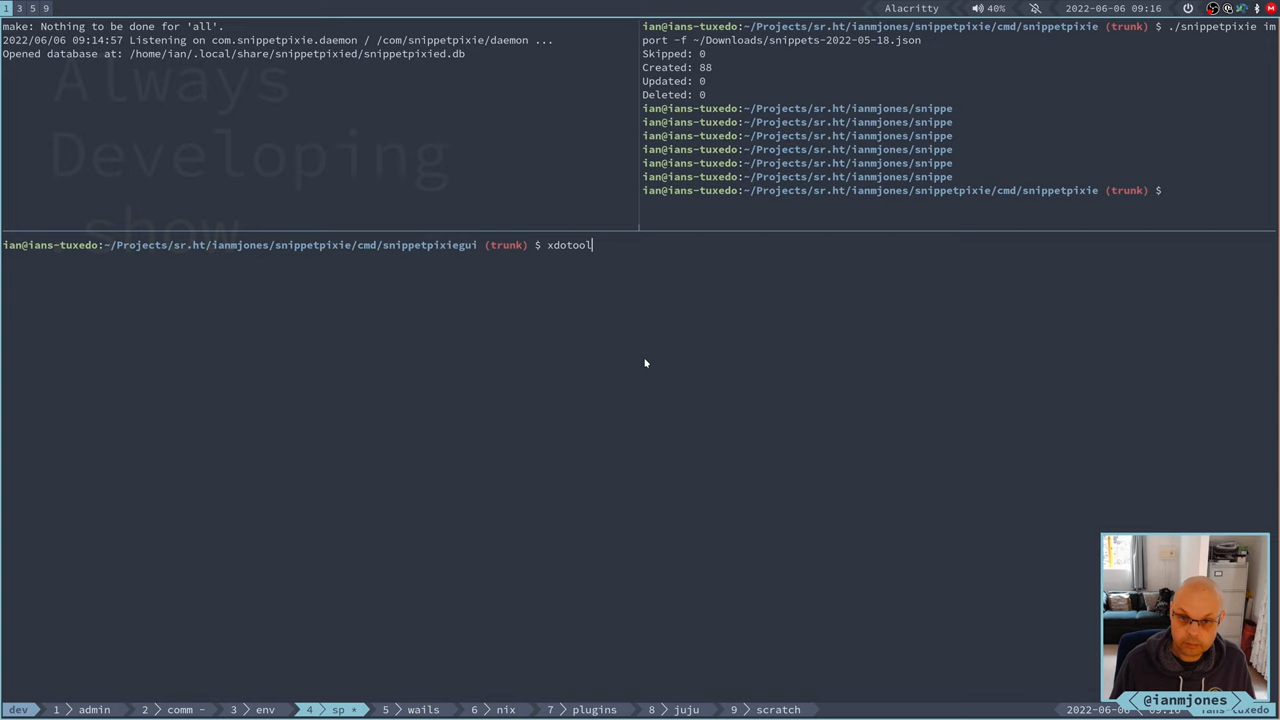 1 3 5 9
Alacritty
40%
2022-06-06 09:16
make: Nothing to be done for 'all'.
2022/06/06 09:14:57 Listening on com.snippetpixie.daemon / /com/snippetpixie/daemon ...
Opened database at: /home/ian/.local/share/snippetpixied/snippetpixied.db
Always
Developing
show
ian@ians-tuxedo:~/Projects/sr.ht/ianmjones/snippetpixie/cmd/snippetpixie (trunk) $ ./snippetpixie im
port -f ~/Downloads/snippets-2022-05-18.json
Skipped: 0
Created: 88
Updated: 0
Deleted: 0
ian@ians-tuxedo:~/Projects/sr.ht/ianmjones/snippe
ian@ians-tuxedo:~/Projects/sr.ht/ianmjones/snippe
ian@ians-tuxedo:~/Projects/sr.ht/ianmjones/snippe
ian@ians-tuxedo:~/Projects/sr.ht/ianmjones/snippe
ian@ians-tuxedo:~/Projects/sr.ht/ianmjones/snippe
ian@ians-tuxedo:~/Projects/sr.ht/ianmjones/snippe
ian@ians-tuxedo:~/Projects/sr.ht/ianmjones/snippetpixie/cmd/snippetpixie (trunk) $
ian@ians-tuxedo:~/Projects/sr.ht/ianmjones/snippetpixie/cmd/snippetpixiegui (trunk) $ xdotool
@ianmjones
dev 1 admin 2 comm - 3 env 4 sp * 5 wails 6 nix 7 plugins 8 juju 9 scratch